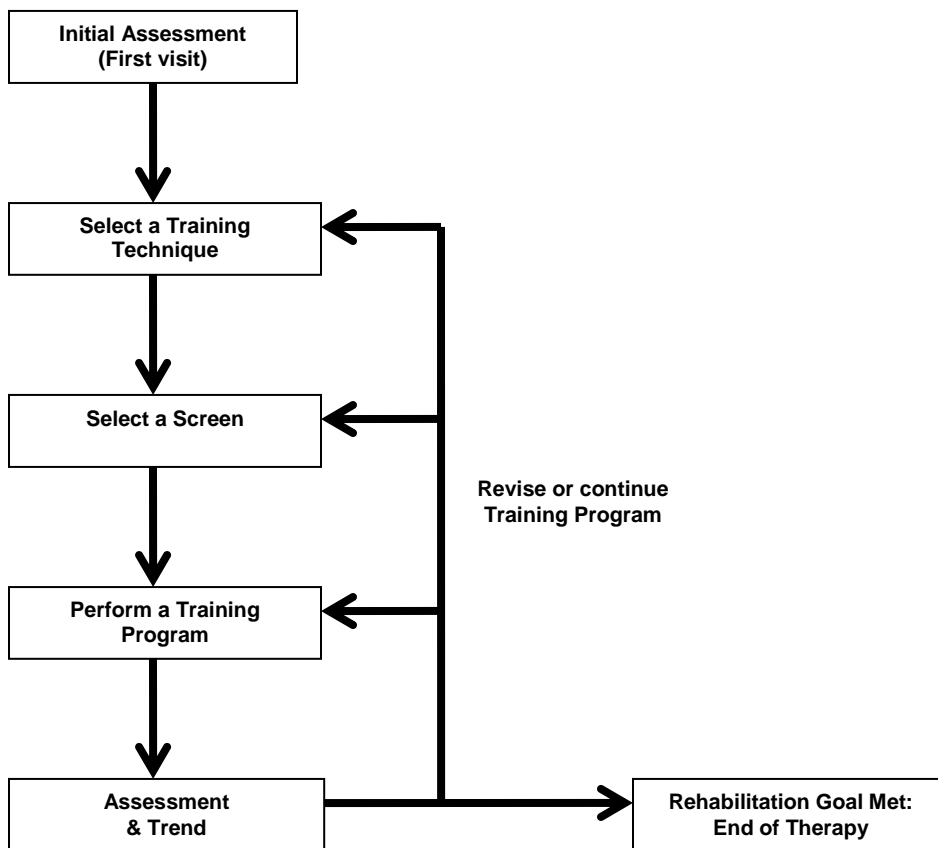 Initial Assessment
(First visit)
Select a Training
Technique
Select a Screen
Revise or continue
Training Program
Perform a Training
Program
Assessment
& Trend
Rehabilitation Goal Met:
End of Therapy